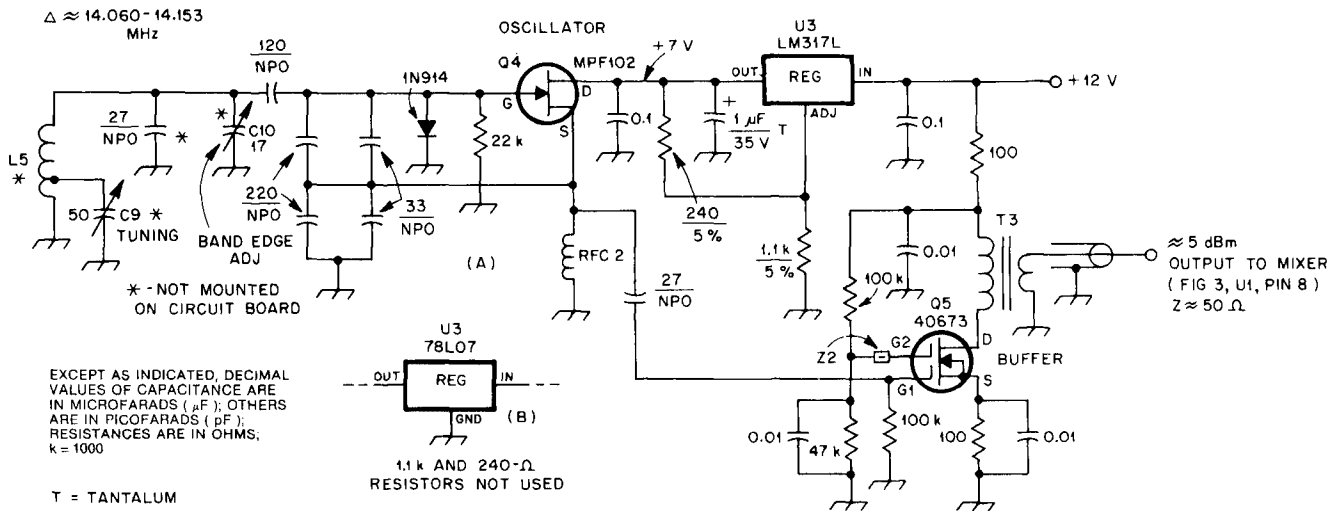 Δ ≈ 14.060-14.153
MHz
OSCILLATOR
U3
LM317L
120
NPO
1N914
Q4
MPF102
+7 V
OUT
REG
IN
+12 V
G
D
S
ADJ
27
NPO
*
*
C10
17
22 k
0.1
+
1 μF
35 V
T
0.1
100
L5
*
50
C9 *
TUNING
BAND EDGE
ADJ
220
NPO
33
NPO
(A)
RFC 2
240
5 %
1.1 k
5 %
0.01
T3
≈ 5 dBm
OUTPUT TO MIXER
( FIG 3, U1, PIN 8 )
Z ≈ 50 Ω
* - NOT MOUNTED
ON CIRCUIT BOARD
27
NPO
100 k
Q5
40673
Z2
G2
D
BUFFER
G1
S
U3
78L07
OUT
REG
IN
GND
(B)
1.1 k AND 240-Ω
RESISTORS NOT USED
EXCEPT AS INDICATED, DECIMAL
VALUES OF CAPACITANCE ARE
IN MICROFARADS ( μF ); OTHERS
ARE IN PICOFARADS ( pF );
RESISTANCES ARE IN OHMS;
k = 1000
0.01
47 k
100 k
100
0.01
T = TANTALUM